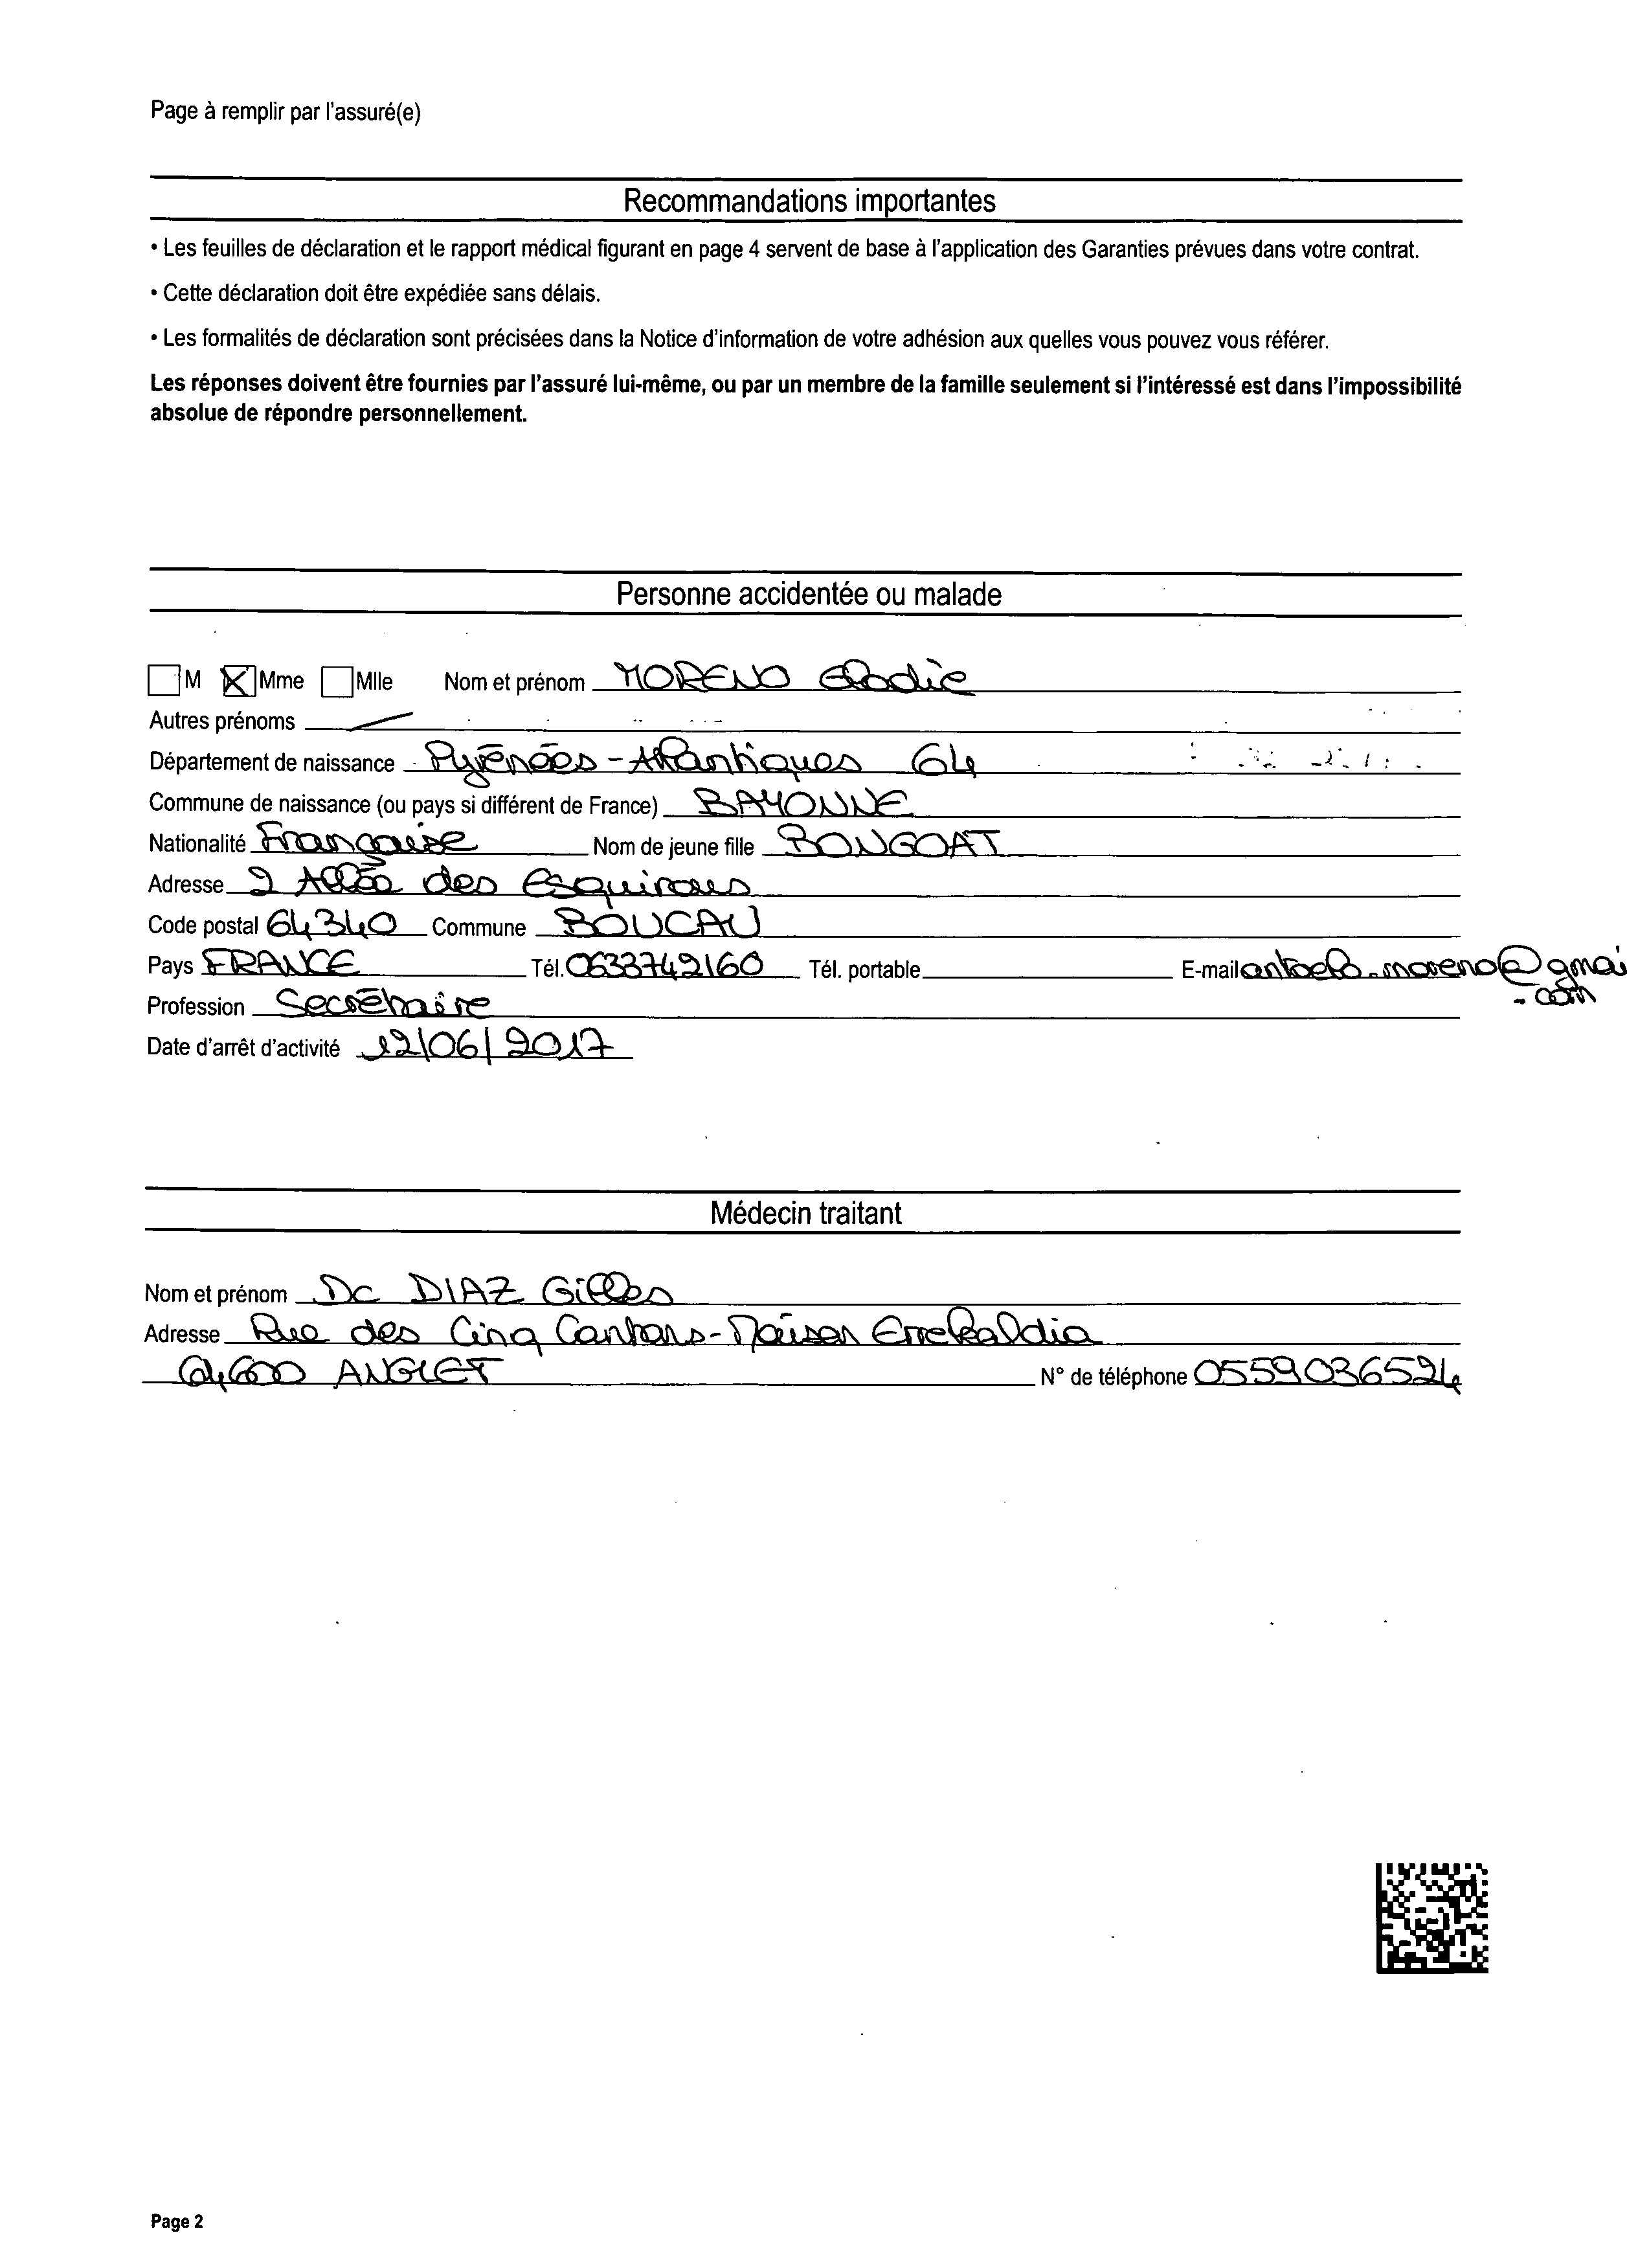 Page à remplir par l'assuré(e)
Recommandations importantes
• Les feuilles de déclaration et le rapport médical figurant en page 4 servent de base à l'application des Garanties prévues dans votre contrat.
• Cette déclaration doit être expédiée sans délais.
• Les formalités de déclaration sont précisées dans la Notice d'information de votre adhésion aux quelles vous pouvez vous référer.
Les réponses doivent être fournies par l'assuré lui-même, ou par un membre de la famille seulement si l'intéressé est dans l'impossibilité
absolue de répondre personnellement.
Personne accidentée ou malade
M Mme Mlle Nom et prénom MORENO Elodie
Autres prénoms
Département de naissance Pyrénées-Atlantiques 64
Commune de naissance (ou pays si différent de France) BAYONNE
Nationalité Française Nom de jeune fille BONGOAT
Adresse 2 Allée des Esquirous
Code postal 64340 Commune BOUCAU
Pays FRANCE Tél. 0633742160 Tél. portable E-mail antoelo.moreno@gmai
.com
Profession Secrétaire
Date d'arrêt d'activité 12/06/2017
Médecin traitant
Nom et prénom Dc DIAZ Gilles
Adresse Rue des Cinq Cantons - Maison Errekaldia
64600 ANGLET N° de téléphone 0559036524
Page 2